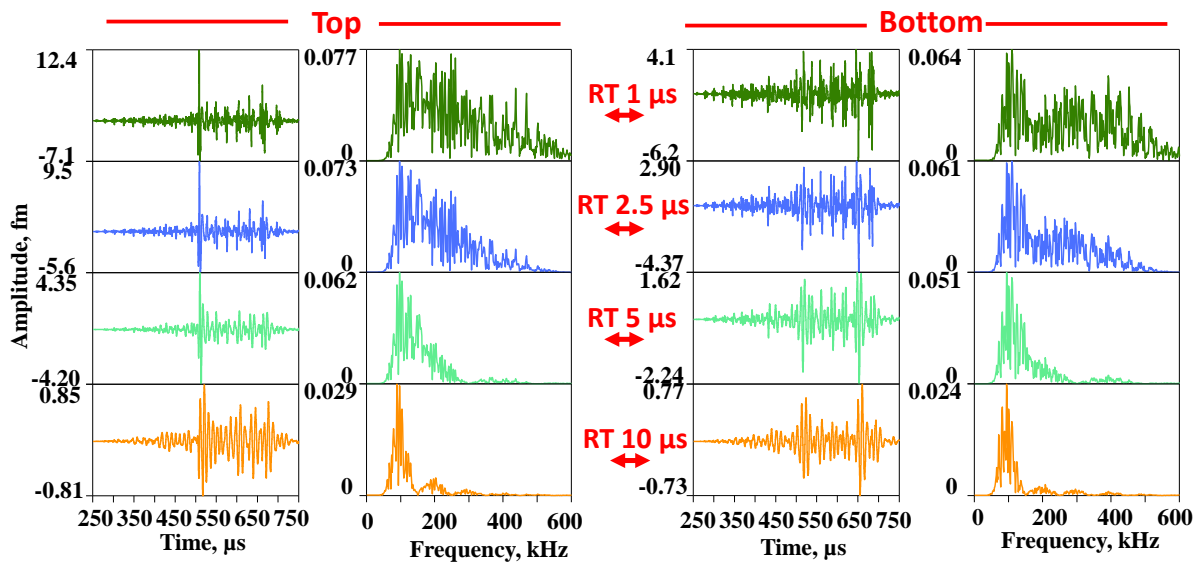 Top
Bottom
12.4
-7.1
9.5
-5.6
4.35
-4.20
0.85
-0.81
Amplitude, fm
250 350 450 550 650 750
Time, μs
0.077
0
0.073
0
0.062
0
0.029
0
0 200 400 600
Frequency, kHz
RT 1 μs
RT 2.5 μs
RT 5 μs
RT 10 μs
4.1
-6.2
2.90
-4.37
1.62
-2.24
0.77
-0.73
250 350 450 550 650 750
Time, μs
0.064
0
0.061
0
0.051
0
0.024
0
0 200 400 600
Frequency, kHz